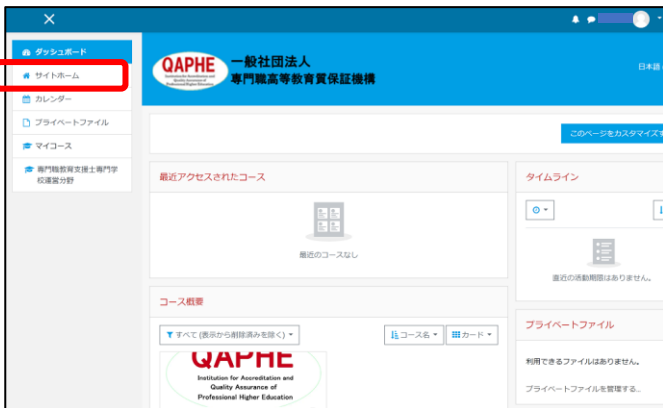 ダッシュボード
サイトホーム
カレンダー
プライベートファイル
マイコース
専門職教育支援士専門学
校運営分野
QAPHE
Institution for Accreditation and
Quality Assurance of
Professional Higher Education
一般社団法人
専門職高等教育質保証機構
日本語
このページをカスタマイズす
最近アクセスされたコース
最近のコースなし
コース概要
すべて (表示から削除済みを除く)
コース名
カード
QAPHE
Institution for Accreditation and
Quality Assurance of
Professional Higher Education
タイムライン
直近の活動期限はありません。
プライベートファイル
利用できるファイルはありません。
プライベートファイルを管理する...